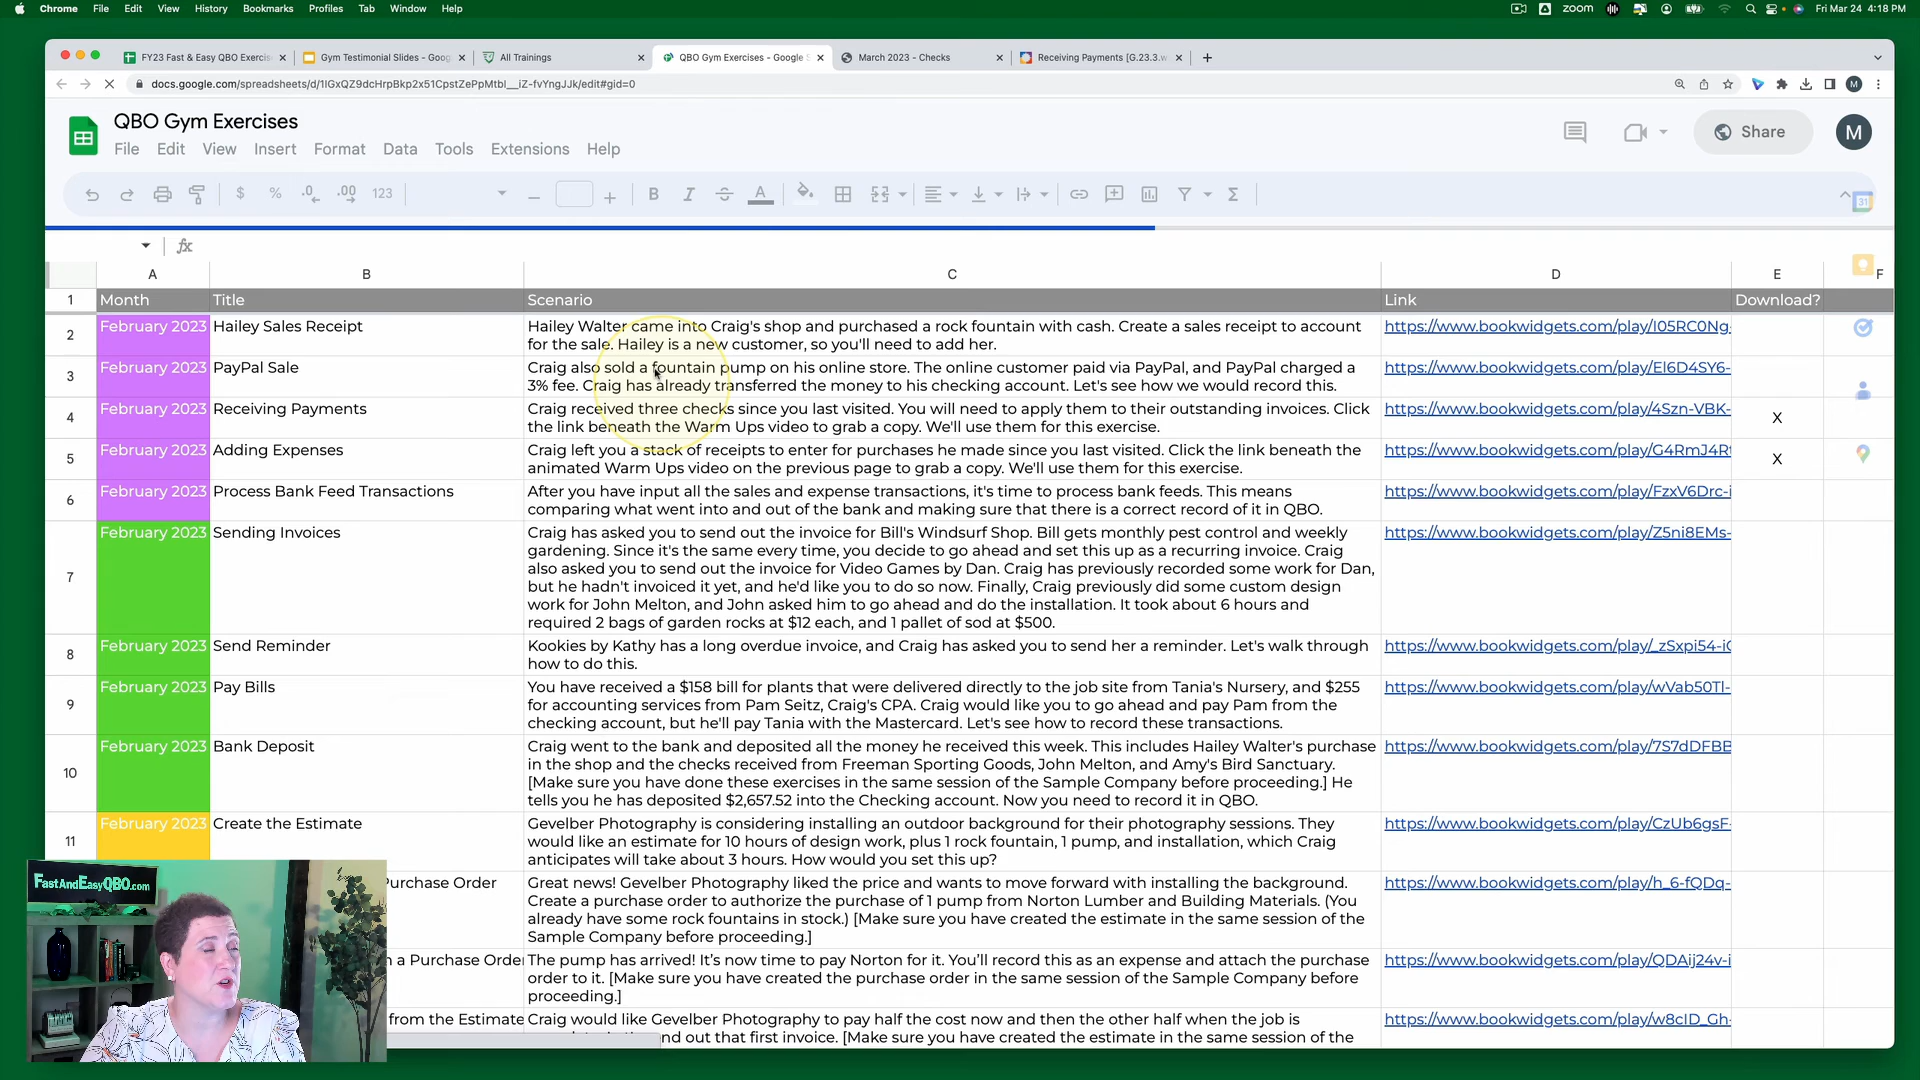 Chrome File Edit View History Bookmarks Profiles Tab Window Help zoom Fri Mar 24 4:18 PM
FY23 Fast & Easy QBO Exercis Gym Testimonial Slides - Goog All Trainings QBO Gym Exercises - Google S March 2023 - Checks Receiving Payments [G.23.3.w
docs.google.com/spreadsheets/d/1IGxQZ9dcHrpBkp2x51CpstZePpMtbl__iZ-fvYngJJk/edit#gid=0 M
QBO Gym Exercises
Share M
File Edit View Insert Format Data Tools Extensions Help
$ % .0 .00 123 B I S A Σ
31
fx
A B C D E F
1 Month Title Scenario Link Download?
2 February 2023 Hailey Sales Receipt Hailey Walter came into Craig's shop and purchased a rock fountain with cash. Create a sales receipt to account https://www.bookwidgets.com/play/I05RC0Ng-
for the sale. Hailey is a new customer, so you'll need to add her.
3 February 2023 PayPal Sale Craig also sold a fountain pump on his online store. The online customer paid via PayPal, and PayPal charged a https://www.bookwidgets.com/play/El6D4SY6-
3% fee. Craig has already transferred the money to his checking account. Let's see how we would record this.
4 February 2023 Receiving Payments Craig received three checks since you last visited. You will need to apply them to their outstanding invoices. Click https://www.bookwidgets.com/play/4Szn-VBK- X
the link beneath the Warm Ups video to grab a copy. We'll use them for this exercise.
5 February 2023 Adding Expenses Craig left you a stack of receipts to enter for purchases he made since you last visited. Click the link beneath the https://www.bookwidgets.com/play/G4RmJ4Rt X
animated Warm Ups video on the previous page to grab a copy. We'll use them for this exercise.
6 February 2023 Process Bank Feed Transactions After you have input all the sales and expense transactions, it's time to process bank feeds. This means https://www.bookwidgets.com/play/FzxV6Drc-i
comparing what went into and out of the bank and making sure that there is a correct record of it in QBO.
7 February 2023 Sending Invoices Craig has asked you to send out the invoice for Bill's Windsurf Shop. Bill gets monthly pest control and weekly https://www.bookwidgets.com/play/Z5ni8EMs-
gardening. Since it's the same every time, you decide to go ahead and set this up as a recurring invoice. Craig
also asked you to send out the invoice for Video Games by Dan. Craig has previously recorded some work for Dan,
but he hadn't invoiced it yet, and he'd like you to do so now. Finally, Craig previously did some custom design
work for John Melton, and John asked him to go ahead and do the installation. It took about 6 hours and
required 2 bags of garden rocks at $12 each, and 1 pallet of sod at $500.
8 February 2023 Send Reminder Kookies by Kathy has a long overdue invoice, and Craig has asked you to send her a reminder. Let's walk through https://www.bookwidgets.com/play/_zSxpi54-iC
how to do this.
9 February 2023 Pay Bills You have received a $158 bill for plants that were delivered directly to the job site from Tania's Nursery, and $255 https://www.bookwidgets.com/play/wVab50Tl-
for accounting services from Pam Seitz, Craig's CPA. Craig would like you to go ahead and pay Pam from the
checking account, but he'll pay Tania with the Mastercard. Let's see how to record these transactions.
10 February 2023 Bank Deposit Craig went to the bank and deposited all the money he received this week. This includes Hailey Walter's purchase https://www.bookwidgets.com/play/7S7dDFBB
in the shop and the checks received from Freeman Sporting Goods, John Melton, and Amy's Bird Sanctuary.
[Make sure you have done these exercises in the same session of the Sample Company before proceeding.] He
tells you he has deposited $2,657.52 into the Checking account. Now you need to record it in QBO.
11 February 2023 Create the Estimate Gevelber Photography is considering installing an outdoor background for their photography sessions. They https://www.bookwidgets.com/play/CzUb6gsF-
would like an estimate for 10 hours of design work, plus 1 rock fountain, 1 pump, and installation, which Craig
anticipates will take about 3 hours. How would you set this up?
Purchase Order Great news! Gevelber Photography liked the price and wants to move forward with installing the background. https://www.bookwidgets.com/play/h_6-fQDq-
Create a purchase order to authorize the purchase of 1 pump from Norton Lumber and Building Materials. (You
already have some rock fountains in stock.) [Make sure you have created the estimate in the same session of the
Sample Company before proceeding.]
a Purchase Order The pump has arrived! It's now time to pay Norton for it. You'll record this as an expense and attach the purchase https://www.bookwidgets.com/play/QDAij24v-i
order to it. [Make sure you have created the purchase order in the same session of the Sample Company before
proceeding.]
from the Estimate Craig would like Gevelber Photography to pay half the cost now and then the other half when the job is https://www.bookwidgets.com/play/w8cID_Gh-
nd out that first invoice. [Make sure you have created the estimate in the same session of the
FastAndEasyQBO.com